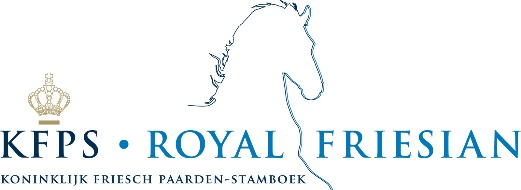 KFPS • ROYAL FRIESIAN
KONINKLIJK FRIESCH PAARDEN-STAMBOEK